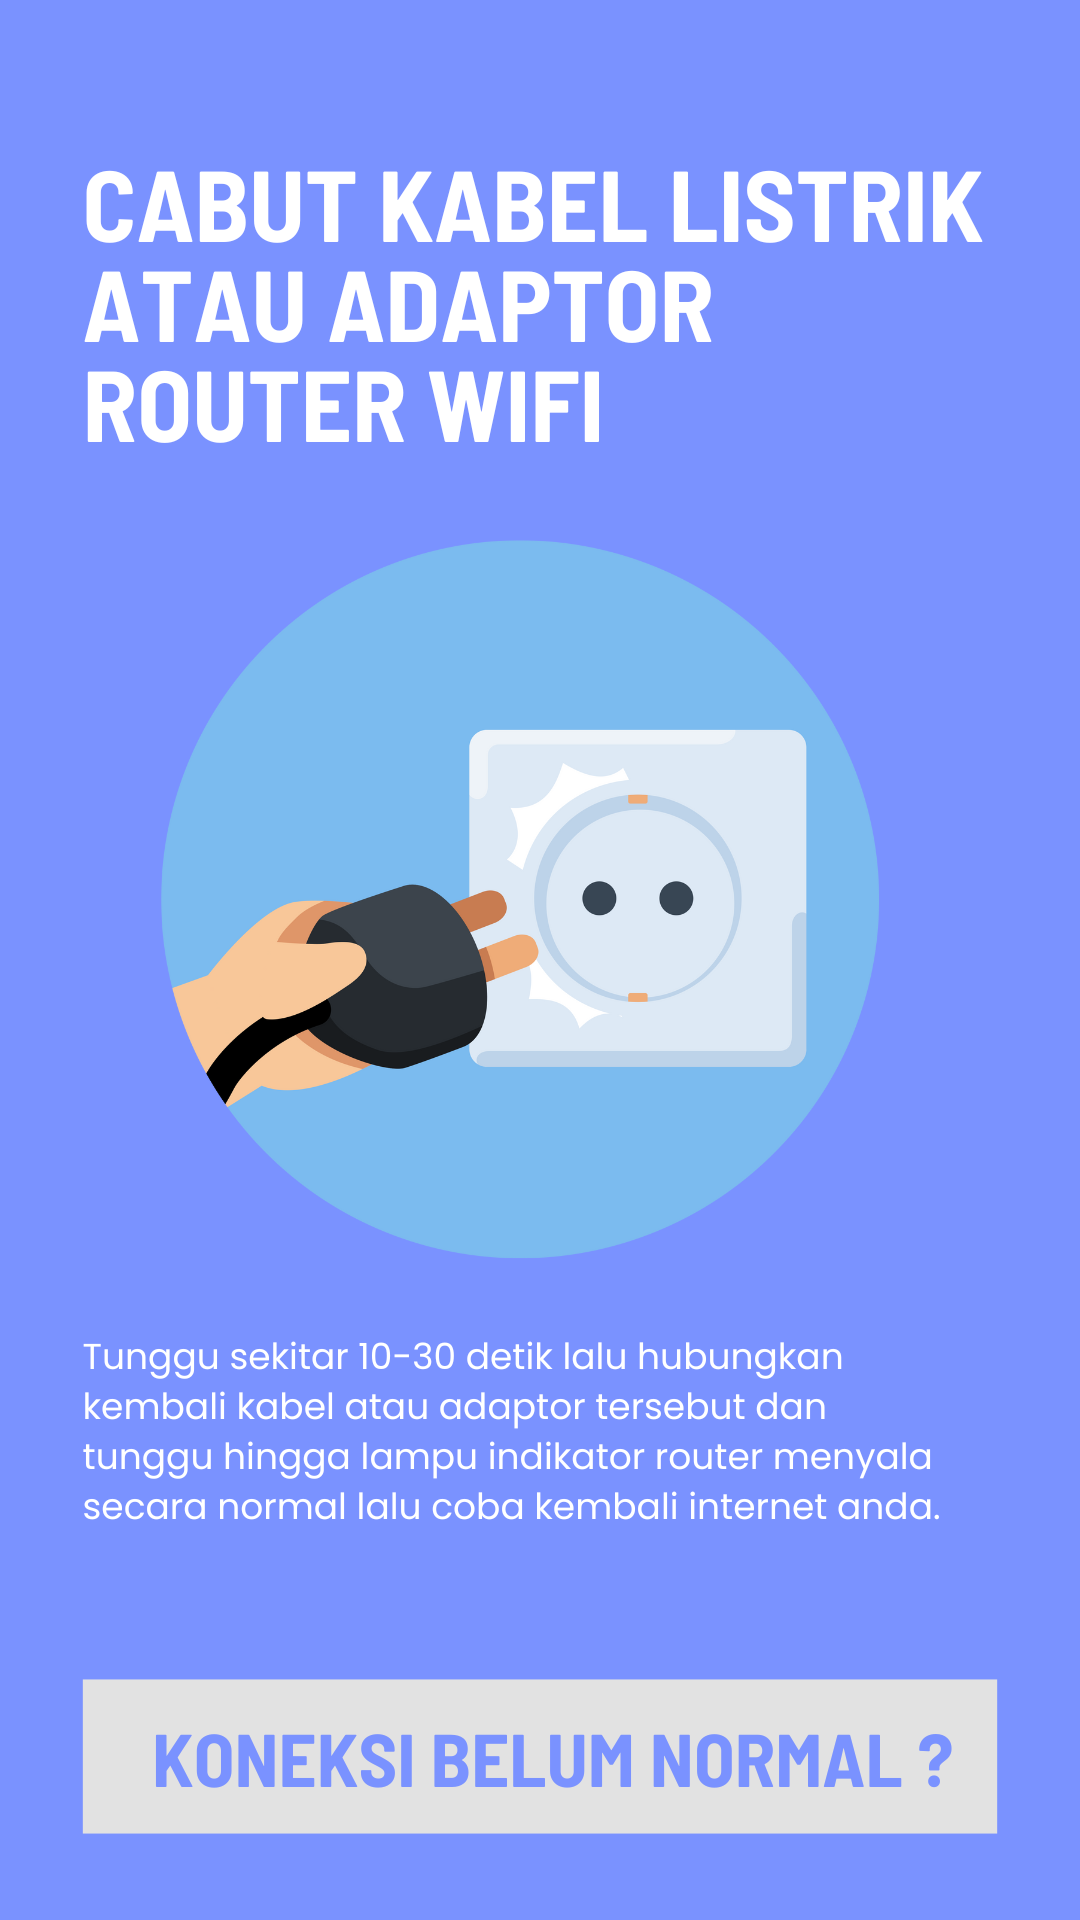 CABUT KABEL LISTRIK
ATAU ADAPTOR
ROUTER WIFI
Tunggu sekitar 10-30 detik lalu hubungkan
kembali kabel atau adaptor tersebut dan
tunggu hingga lampu indikator router menyala
secara normal lalu coba kembali internet anda.
KONEKSI BELUM NORMAL ?